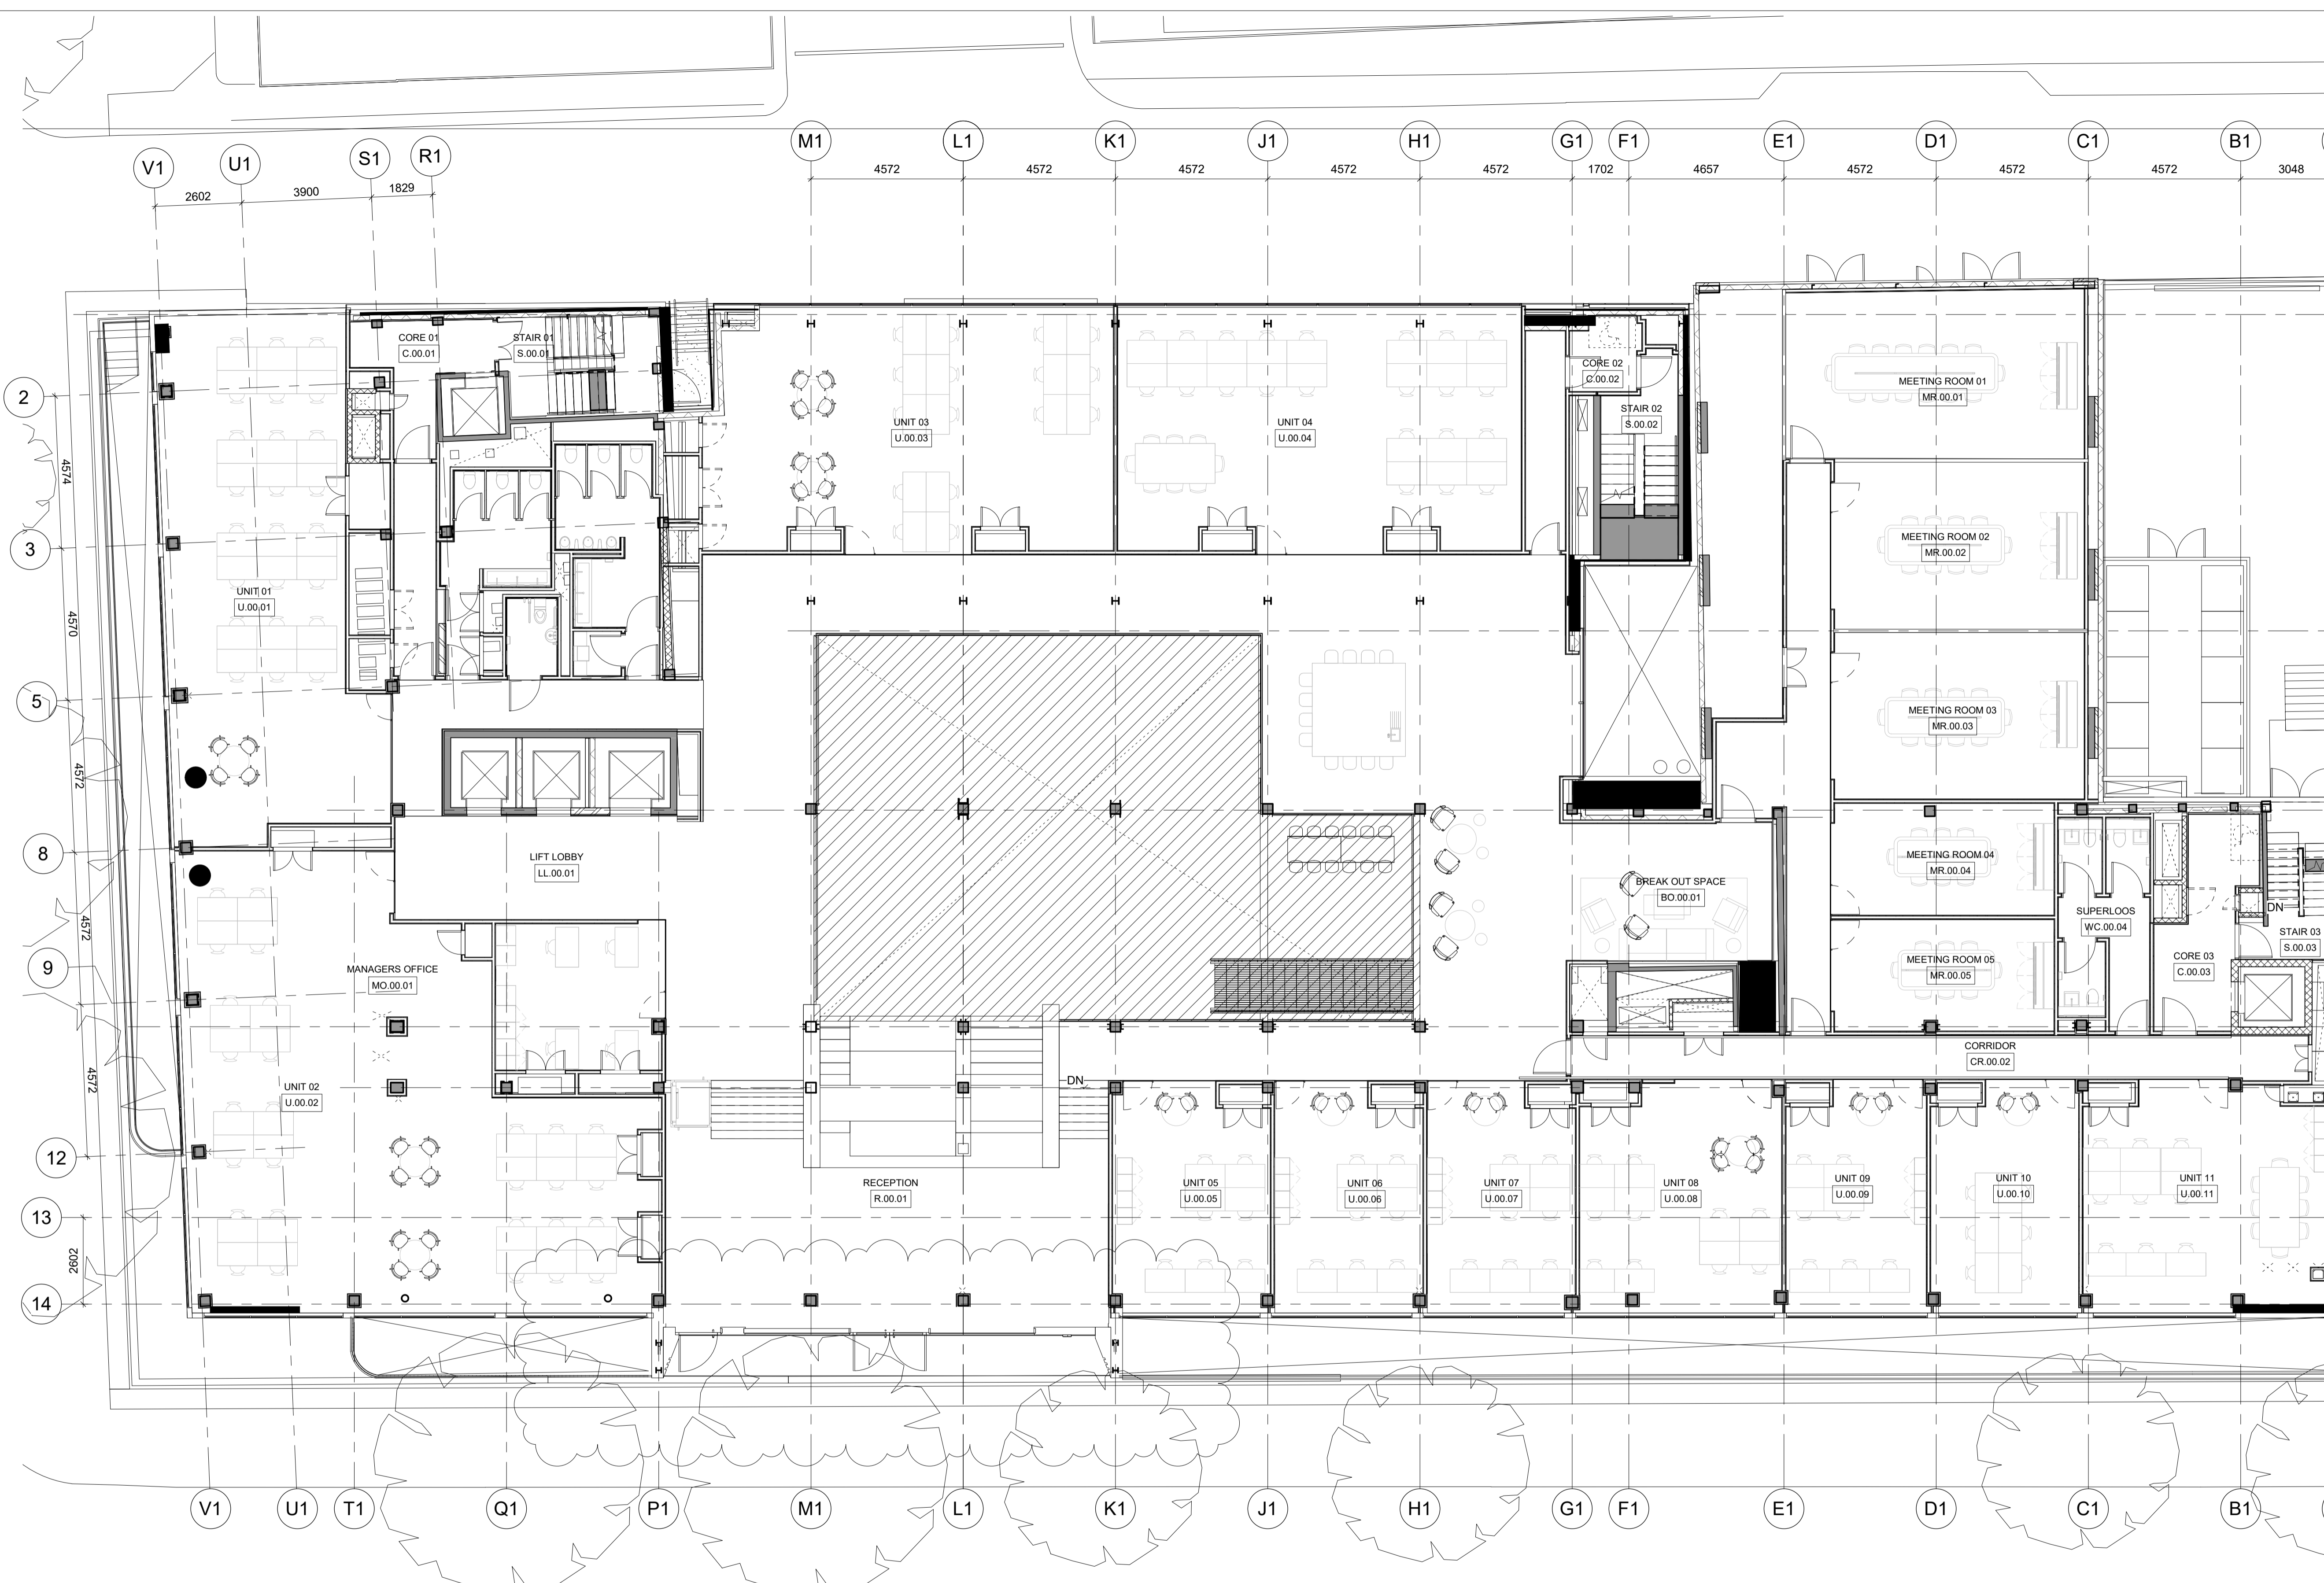 M1
L1
K1
J1
H1
G1
F1
E1
D1
C1
B1
V1
U1
S1
R1
4572
4572
4572
4572
4572
1702
4657
4572
4572
4572
3048
2602
3900
1829
CORE 01
C.00.01
STAIR 01
S.00.01
CORE 02
C.00.02
MEETING ROOM 01
MR.00.01
2
STAIR 02
S.00.02
UNIT 03
U.00.03
UNIT 04
U.00.04
4574
3
MEETING ROOM 02
MR.00.02
UNIT 01
U.00.01
4570
5
MEETING ROOM 03
MR.00.03
4572
8
LIFT LOBBY
LL.00.01
MEETING ROOM 04
MR.00.04
BREAK OUT SPACE
BO.00.01
SUPERLOOS
WC.00.04
DN
STAIR 03
S.00.03
4572
9
MANAGERS OFFICE
MO.00.01
MEETING ROOM 05
MR.00.05
CORE 03
C.00.03
CORRIDOR
CR.00.02
4572
DN
UNIT 02
U.00.02
12
RECEPTION
R.00.01
UNIT 05
U.00.05
UNIT 06
U.00.06
UNIT 07
U.00.07
UNIT 08
U.00.08
UNIT 09
U.00.09
UNIT 10
U.00.10
UNIT 11
U.00.11
13
2602
14
V1
U1
T1
Q1
P1
M1
L1
K1
J1
H1
G1
F1
E1
D1
C1
B1